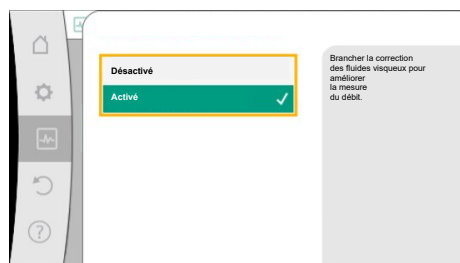 Désactivé
Activé
Brancher la correction
des fluides visqueux pour
améliorer
la mesure
du débit.